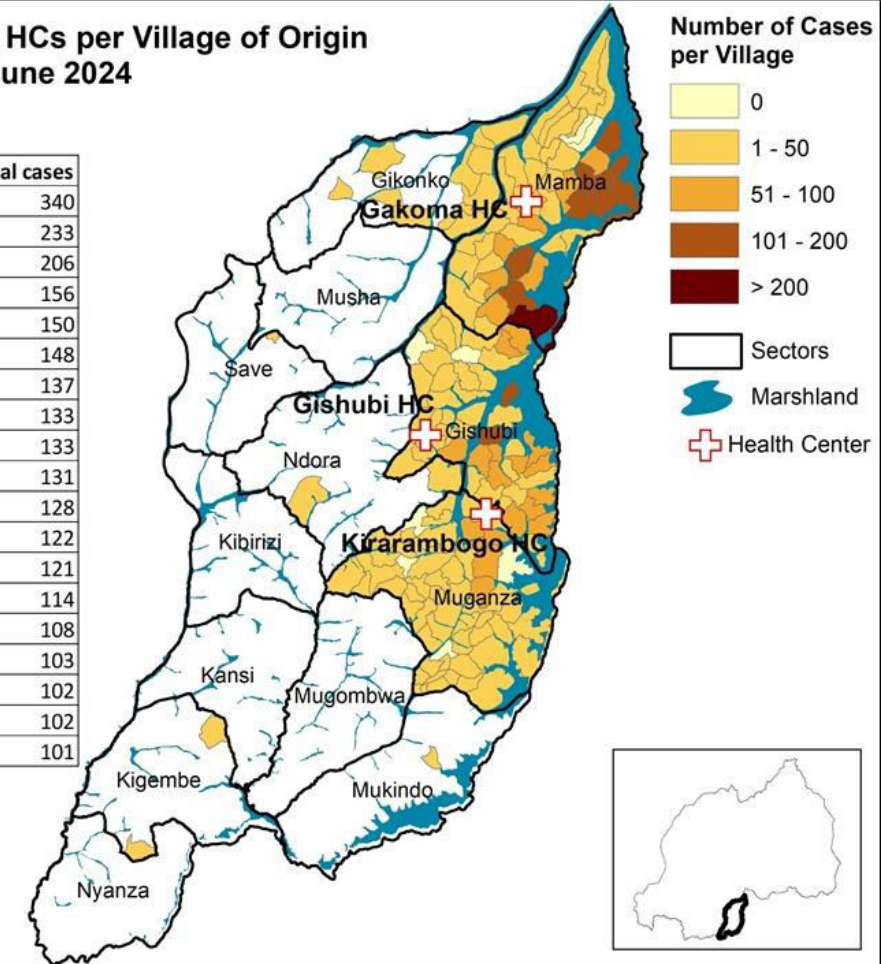 HCs per Village of Origin
une 2024
al cases
340
233
206
156
150
148
137
133
133
131
128
122
121
114
108
103
102
102
101
Number of Cases
per Village
0
1 - 50
51 - 100
101 - 200
> 200
Sectors
Marshland
Health Center
Gikonko
Mamba
Gakoma HC
Musha
Save
Gishubi HC
Gishubi
Ndora
Kibirizi
Kirarambogo HC
Muganza
Kansi
Mugombwa
Kigembe
Mukindo
Nyanza